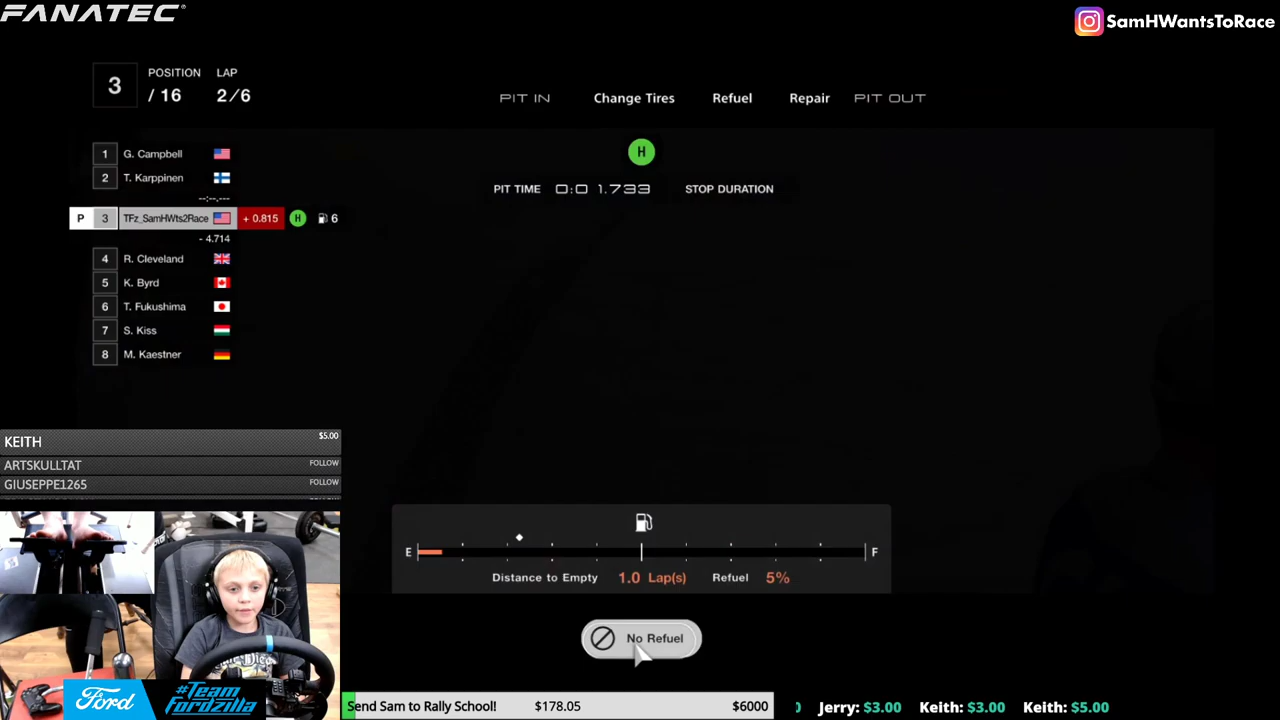 FANATEC®
SamHWantsToRace
3 POSITION / 16 LAP 2/6
PIT IN Change Tires Refuel Repair PIT OUT
H
PIT TIME 0:0 1.733 STOP DURATION
1 G. Campbell
2 T. Karppinen
--:--.---
P 3 TFz_SamHWts2Race + 0.815 H 6
- 4.714
4 R. Cleveland
5 K. Byrd
6 T. Fukushima
7 S. Kiss
8 M. Kaestner
KEITH $5.00
ARTSKULLTAT FOLLOW
GIUSEPPE1265 FOLLOW
E F
Distance to Empty 1.0 Lap(s) Refuel 5%
No Refuel
Ford #Team Fordzilla
Send Sam to Rally School! $178.05 $6000
Jerry: $3.00 Keith: $3.00 Keith: $5.00